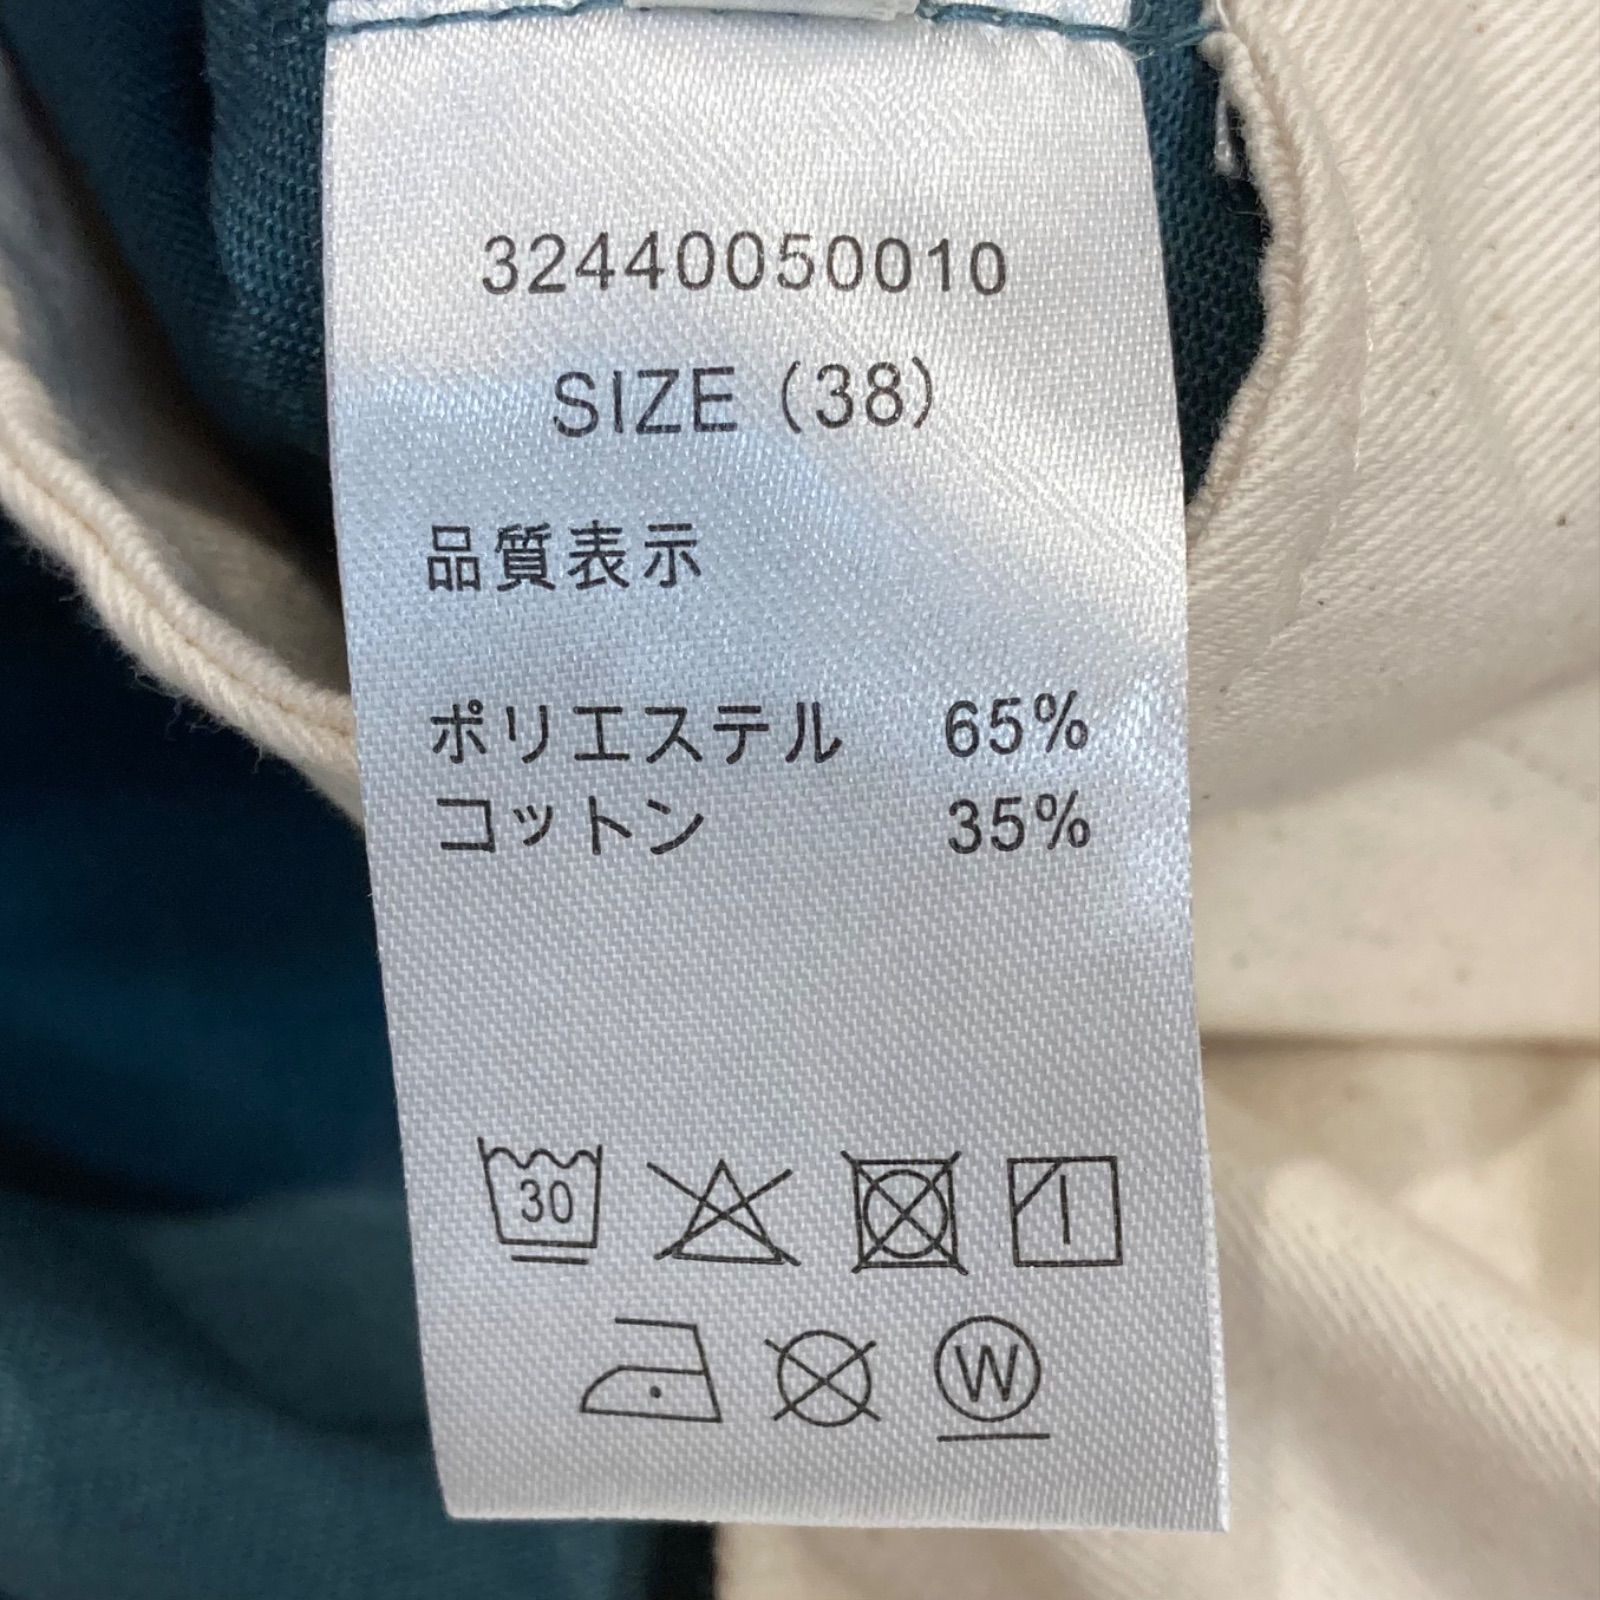 32440050010
SIZE (38)
品質表示
ポリエステル 65%
コットン 35%
30
W